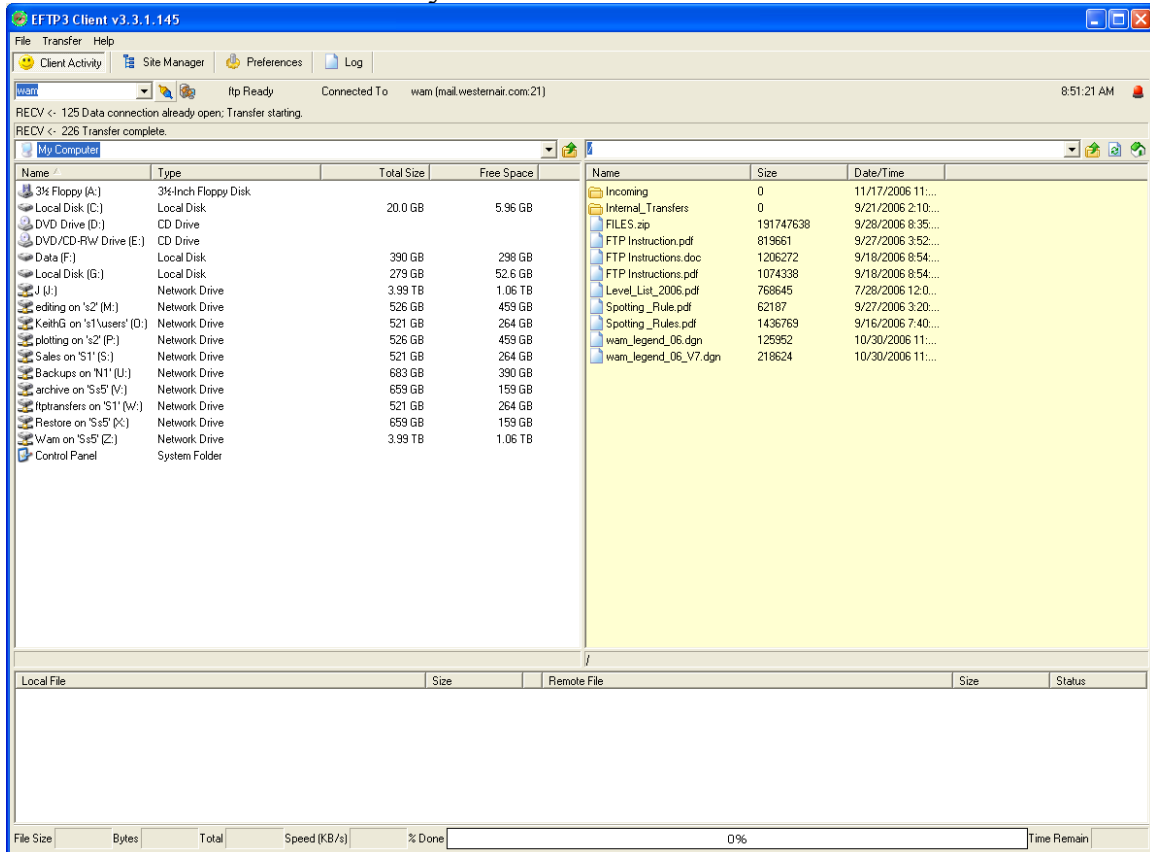 EFTP3 Client v3.3.1.145
File Transfer Help
Client Activity Site Manager Preferences Log
wam ftp Ready Connected To wam (mail.westernair.com:21) 8:51:21 AM
RECV <- 125 Data connection already open; Transfer starting.
RECV <- 226 Transfer complete.
My Computer /
Name Type Total Size Free Space Name Size Date/Time
3½ Floppy (A:) 3½-Inch Floppy Disk Incoming 0 11/17/2006 11:...
Local Disk (C:) Local Disk 20.0 GB 5.96 GB Internal_Transfers 0 9/21/2006 2:10:...
DVD Drive (D:) CD Drive FILES.zip 191747638 9/28/2006 8:35:...
DVD/CD-RW Drive (E:) CD Drive FTP Instruction.pdf 819661 9/27/2006 3:52:...
Data (F:) Local Disk 390 GB 298 GB FTP Instructions.doc 1206272 9/18/2006 8:54:...
Local Disk (G:) Local Disk 279 GB 52.6 GB FTP Instructions.pdf 1074338 9/18/2006 8:54:...
J (J:) Network Drive 3.99 TB 1.06 TB Level_List_2006.pdf 768645 7/28/2006 12:0...
editing on 's2' (M:) Network Drive 526 GB 459 GB Spotting _Rule.pdf 62187 9/27/2006 3:20:...
KeithG on 's1\users' (O:) Network Drive 521 GB 264 GB Spotting _Rules.pdf 1436769 9/16/2006 7:40:...
plotting on 's2' (P:) Network Drive 526 GB 459 GB wam_legend_06.dgn 125952 10/30/2006 11:...
Sales on 'S1' (S:) Network Drive 521 GB 264 GB wam_legend_06_V7.dgn 218624 10/30/2006 11:...
Backups on 'N1' (U:) Network Drive 683 GB 390 GB
archive on 'Ss5' (V:) Network Drive 659 GB 159 GB
ftptransfers on 'S1' (W:) Network Drive 521 GB 264 GB
Restore on 'Ss5' (X:) Network Drive 659 GB 159 GB
Wam on 'Ss5' (Z:) Network Drive 3.99 TB 1.06 TB
Control Panel System Folder
/
Local File Size Remote File Size Status
File Size Bytes Total Speed (KB/s) % Done 0% Time Remain